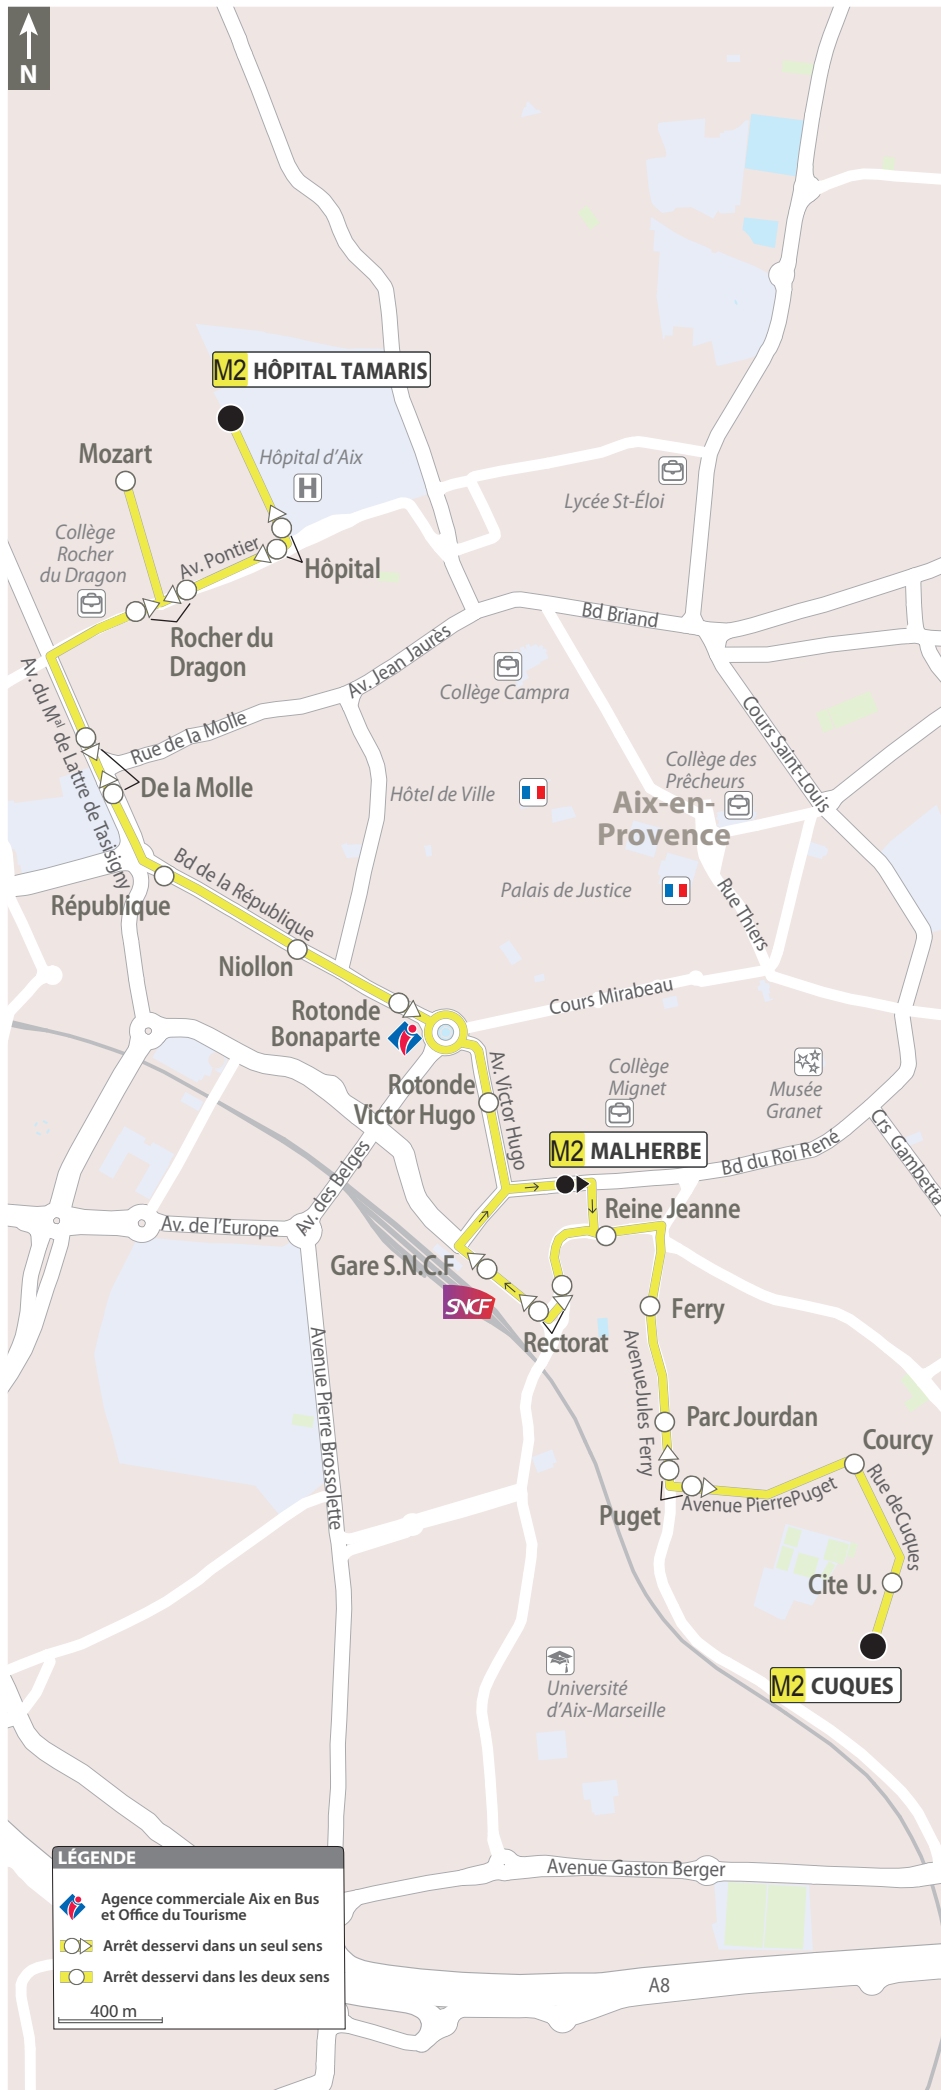 N
M2 HÔPITAL TAMARIS
Mozart
Hôpital d'Aix
H
Collège
Rocher
du Dragon
Av. Pontier
Hôpital
Lycée St-Éloi
Rocher du
Dragon
Bd Briand
Av. Jean Jaurès
Collège Campra
Av. du Mal de Lattre de Tasisigny
Rue de la Molle
Cours Saint-Louis
De la Molle
Hôtel de Ville
Collège des
Prêcheurs
Aix-en-
Provence
Bd de la République
République
Palais de Justice
Rue Thiers
Niollon
Rotonde
Bonaparte
Cours Mirabeau
Rotonde
Victor Hugo
Av. Victor Hugo
Collège
Mignet
Musée
Granet
M2 MALHERBE
Bd du Roi René
Crs Gambetta
Av. des Belges
Av. de l'Europe
Reine Jeanne
Gare S.N.C.F
SNCF
Rectorat
Ferry
Avenue Pierre Brossolette
AvenueJules Ferry
Parc Jourdan
Courcy
Puget
Avenue PierrePuget
Rue deCuques
Cite U.
M2 CUQUES
Université
d'Aix-Marseille
LÉGENDE
Agence commerciale Aix en Bus
et Office du Tourisme
Arrêt desservi dans un seul sens
Arrêt desservi dans les deux sens
400 m
Avenue Gaston Berger
A8